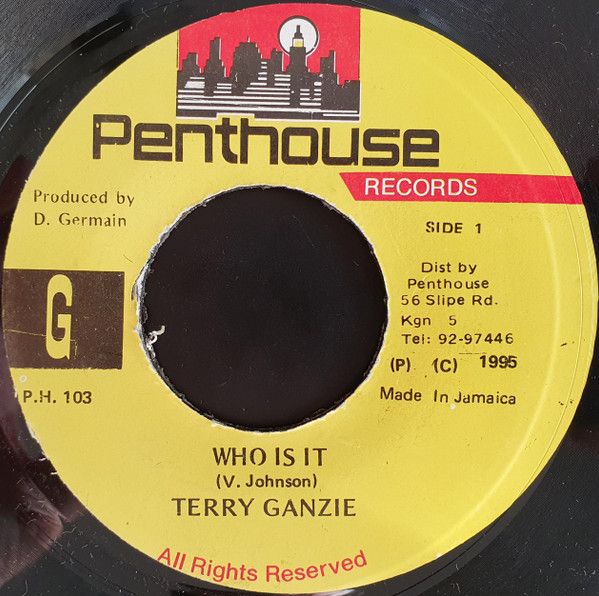 Penthouse
RECORDS
Produced by
D. Germain
SIDE 1
Dist by
Penthouse
56 Slipe Rd.
Kgn 5
Tel: 92-97446
(P) (C) 1995
Made In Jamaica
G
P.H. 103
WHO IS IT
(V. Johnson)
TERRY GANZIE
All Rights Reserved